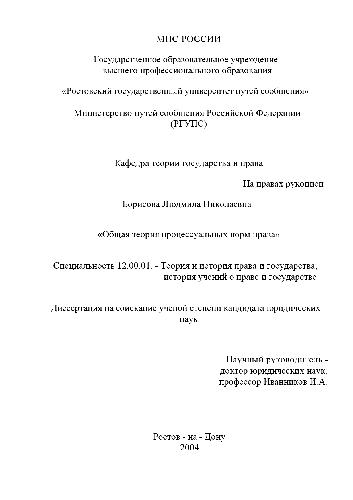 МПС РОССИИ
Государственное образовательное учреждение
высшего профессионального образования
«Ростовский государственный университет путей сообщения»
Министерство путей сообщения Российской Федерации
(РГУПС)
Кафедра теории государства и права
На правах рукописи
Борисова Людмила Николаевна
«Общая теория процессуальных норм права»
Специальность 12.00.01. - Теория и история права и государства;
история учений о праве и государстве
Диссертация на соискание ученой степени кандидата юридических
наук
Научный руководитель -
доктор юридических наук,
профессор Иванников И.А.
Ростов - на - Дону
2004